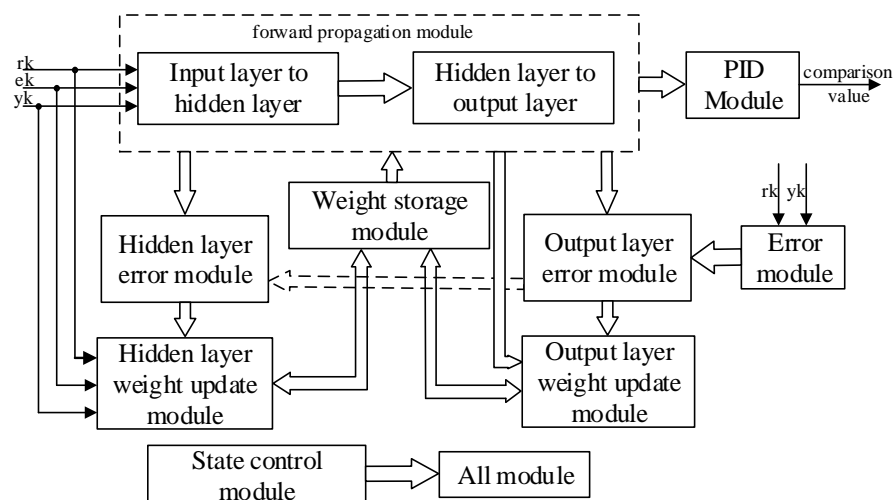 forward propagation module
rk
ek
yk
Input layer to
hidden layer
Hidden layer to
output layer
PID
Module
comparison
value
Weight storage
module
rk
yk
Hidden layer
error module
Output layer
error module
Error
module
Hidden layer
weight update
module
Output layer
weight update
module
State control
module
All module